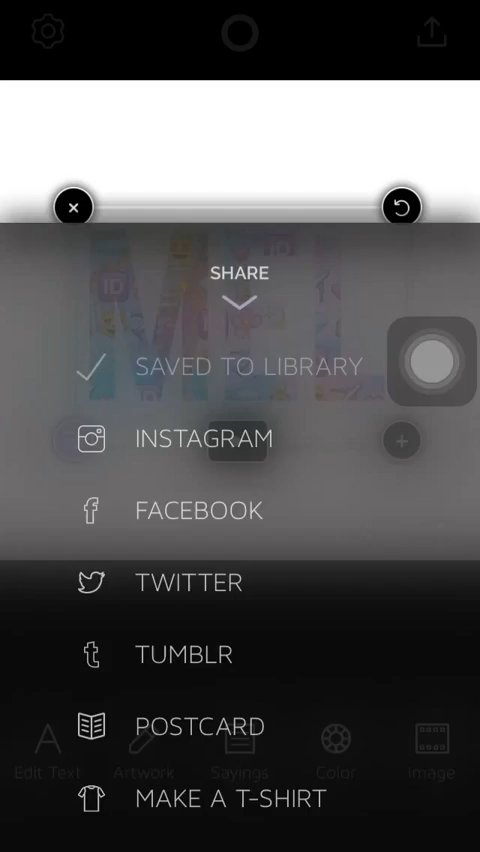 SHARE
SAVED TO LIBRARY
INSTAGRAM
FACEBOOK
TWITTER
TUMBLR
POSTCARD
Edit Text Artwork Sayings Color Image
MAKE A T-SHIRT